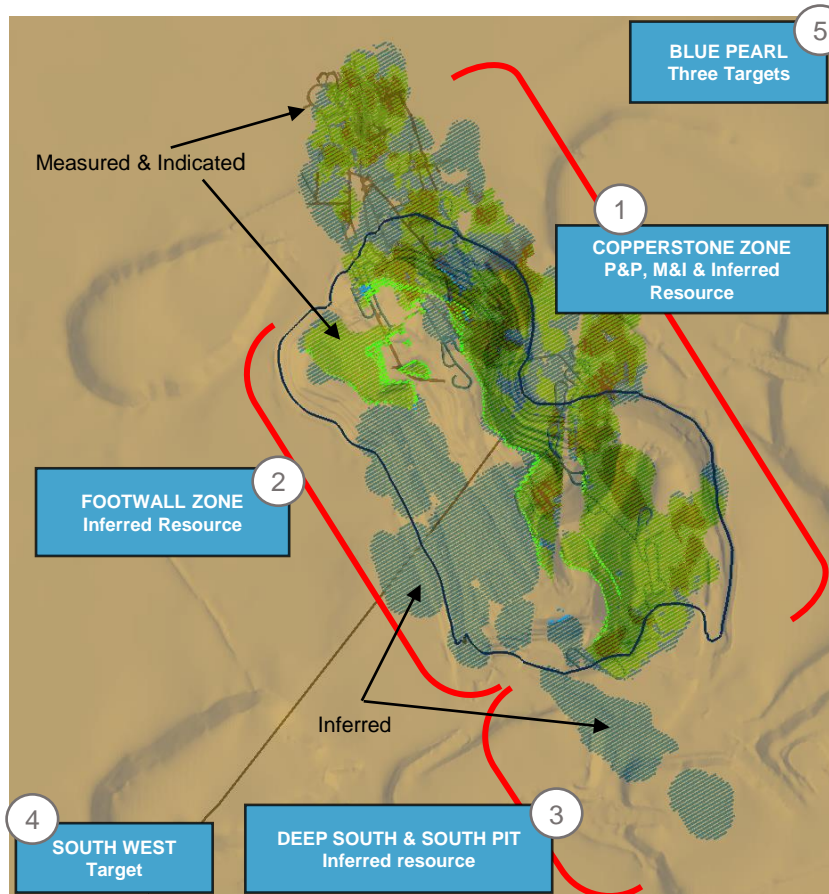 5
BLUE PEARL
Three Targets
Measured & Indicated
1
COPPERSTONE ZONE
P&P, M&I & Inferred
Resource
2
FOOTWALL ZONE
Inferred Resource
Inferred
4
SOUTH WEST
Target
3
DEEP SOUTH & SOUTH PIT
Inferred resource